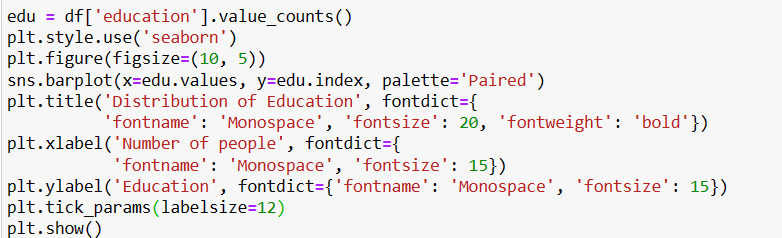 edu = df['education'].value_counts()
plt.style.use('seaborn')
plt.figure(figsize=(10, 5))
sns.barplot(x=edu.values, y=edu.index, palette='Paired')
plt.title('Distribution of Education', fontdict={
          'fontname': 'Monospace', 'fontsize': 20, 'fontweight': 'bold'})
plt.xlabel('Number of people', fontdict={
           'fontname': 'Monospace', 'fontsize': 15})
plt.ylabel('Education', fontdict={'fontname': 'Monospace', 'fontsize': 15})
plt.tick_params(labelsize=12)
plt.show()